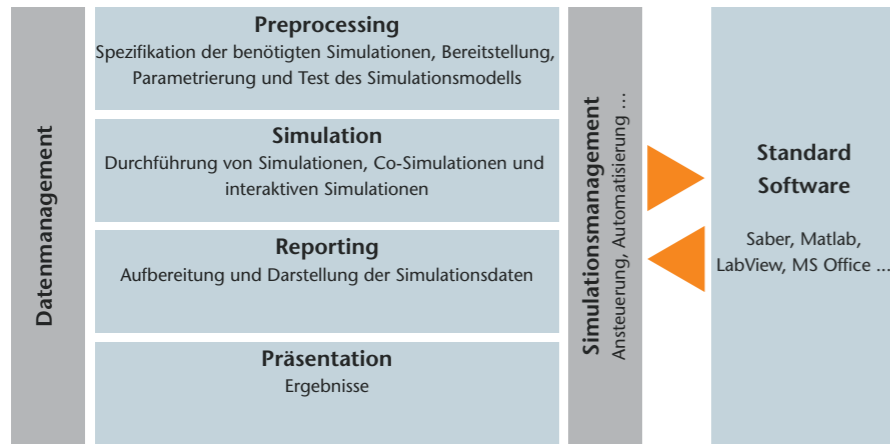 Datenmanagement
Preprocessing
Spezifikation der benötigten Simulationen, Bereitstellung,
Parametrierung und Test des Simulationsmodells
Simulation
Durchführung von Simulationen, Co-Simulationen und
interaktiven Simulationen
Reporting
Aufbereitung und Darstellung der Simulationsdaten
Präsentation
Ergebnisse
Simulationsmanagement
Ansteuerung, Automatisierung ...
Standard
Software
Saber, Matlab,
LabView, MS Office ...